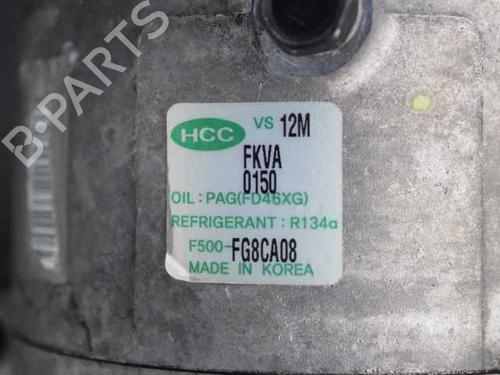 B-PARTS
HCC VS 12M
FKVA
0150
OIL : PAG(FD46XG)
REFRIGERANT : R134a
F500-FG8CA08
MADE IN KOREA